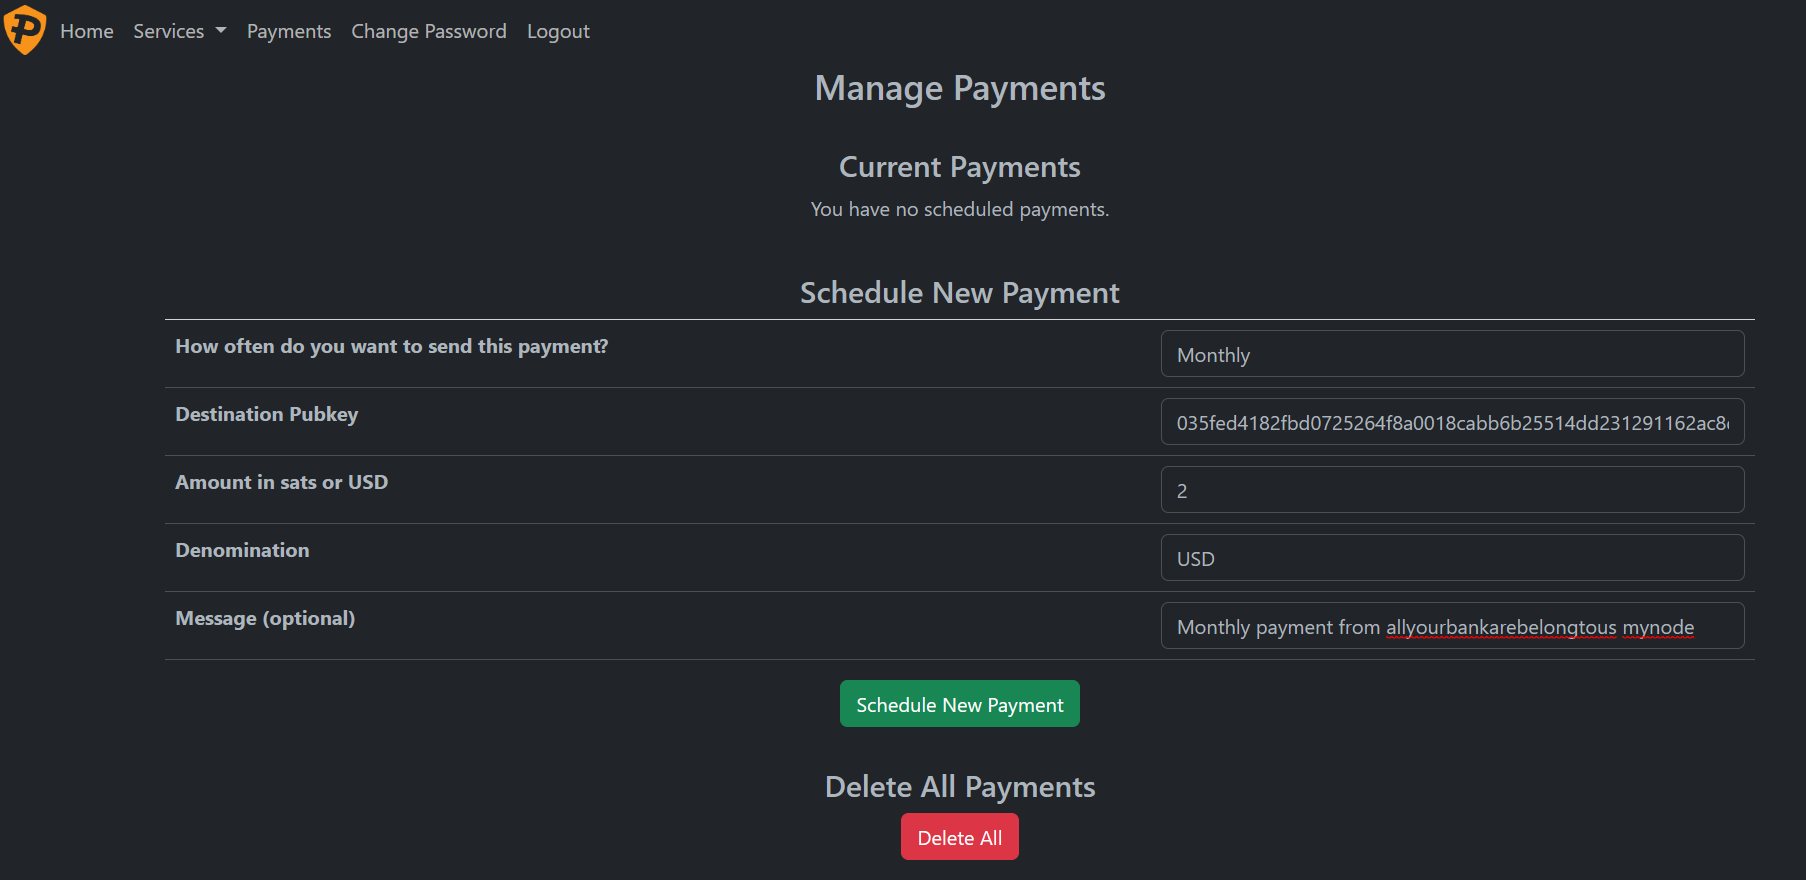 Home Services Payments Change Password Logout
Manage Payments
Current Payments
You have no scheduled payments.
Schedule New Payment
How often do you want to send this payment? Monthly
Destination Pubkey 035fed4182fbd0725264f8a0018cabb6b25514dd231291162ac8
Amount in sats or USD 2
Denomination USD
Message (optional) Monthly payment from allyourbankarebelongtous mynode
Schedule New Payment
Delete All Payments
Delete All